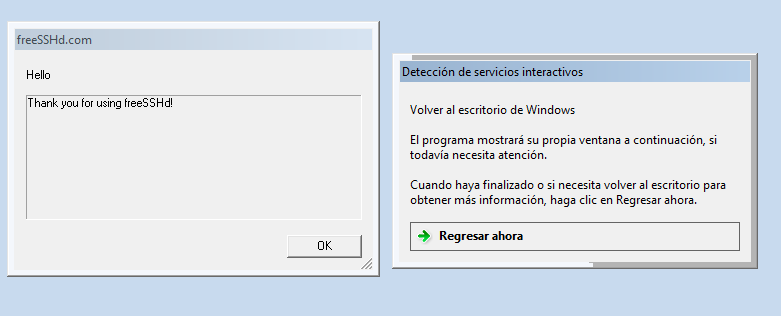 freeSSHd.com
Hello
Thank you for using freeSSHd!
OK
Detección de servicios interactivos
Volver al escritorio de Windows
El programa mostrará su propia ventana a continuación, si
todavía necesita atención.
Cuando haya finalizado o si necesita volver al escritorio para
obtener más información, haga clic en Regresar ahora.
Regresar ahora